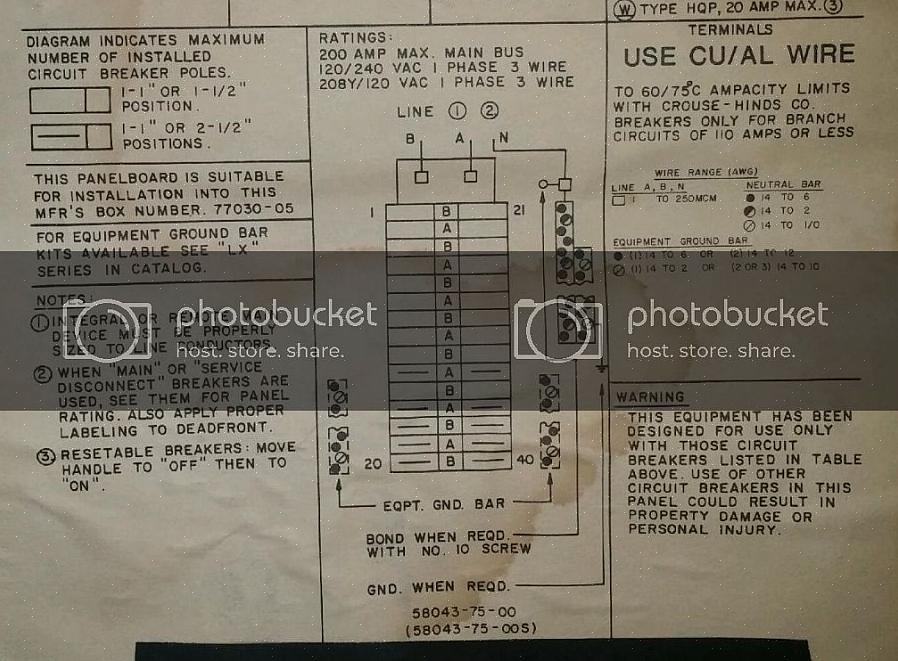 Ⓦ TYPE HQP, 20 AMP MAX.③
DIAGRAM INDICATES MAXIMUM
NUMBER OF INSTALLED
CIRCUIT BREAKER POLES.
1-1" OR 1-1/2"
POSITION.
1-1" OR 2-1/2"
POSITIONS.
THIS PANELBOARD IS SUITABLE
FOR INSTALLATION INTO THIS
MFR'S BOX NUMBER. 77030-05
FOR EQUIPMENT GROUND BAR
KITS AVAILABLE SEE "LX"
SERIES IN CATALOG.
NOTES:
① INTEGRAL OR REMOTE MAIN
DEVICE MUST BE PROPERLY
SIZED TO LINE CONDUCTORS
② WHEN "MAIN" OR "SERVICE
DISCONNECT" BREAKERS ARE
USED, SEE THEM FOR PANEL
RATING. ALSO APPLY PROPER
LABELING TO DEADFRONT.
③ RESETABLE BREAKERS: MOVE
HANDLE TO "OFF" THEN TO
"ON".
RATINGS:
200 AMP MAX. MAIN BUS
120/240 VAC 1 PHASE 3 WIRE
208Y/120 VAC 1 PHASE 3 WIRE
LINE ① ②
B A N
1 B 21
A
B
A
B
A
B
A
B
A
B
A
B
A
20 B 40
EQPT. GND. BAR
BOND WHEN REQD.
WITH NO. 10 SCREW
GND. WHEN REQD.
58043-75-00
(58043-75-00S)
TERMINALS
USE CU/AL WIRE
TO 60/75°C AMPACITY LIMITS
WITH CROUSE-HINDS CO.
BREAKERS ONLY FOR BRANCH
CIRCUITS OF 110 AMPS OR LESS
WIRE RANGE (AWG)
LINE A, B, N
1 TO 250MCM
NEUTRAL BAR
14 TO 6
14 TO 2
14 TO 1/0
EQUIPMENT GROUND BAR
(1) 14 TO 6 OR (2) 14 TO 12
(1) 14 TO 2 OR (2 OR 3) 14 TO 10
WARNING
THIS EQUIPMENT HAS BEEN
DESIGNED FOR USE ONLY
WITH THOSE CIRCUIT
BREAKERS LISTED IN TABLE
ABOVE. USE OF OTHER
CIRCUIT BREAKERS IN THIS
PANEL COULD RESULT IN
PROPERTY DAMAGE OR
PERSONAL INJURY.
photobucket
host. store. share.
photobucket
host. store. share.